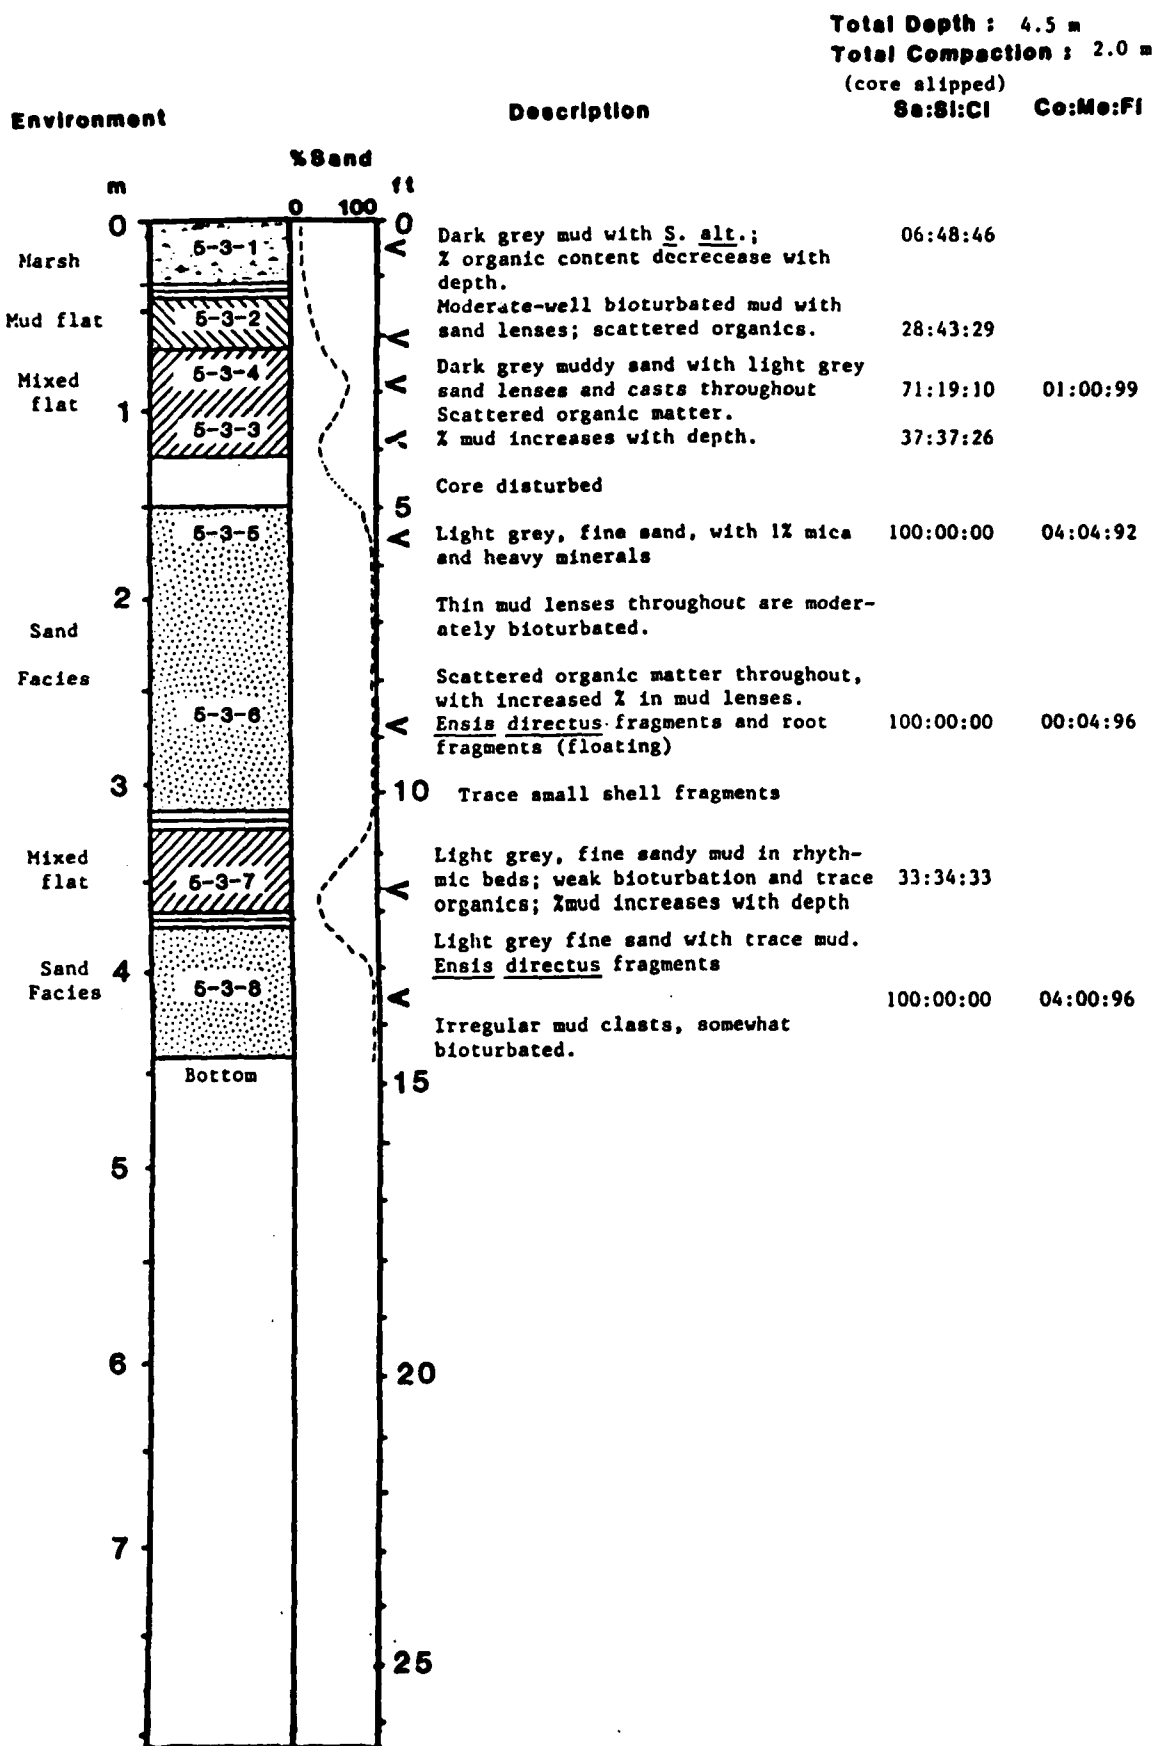 Total Depth : 4.5 m
Total Compaction : 2.0 m
(core slipped)
Environment Description Sa:Si:Cl Co:Me:Fi
%Sand
m ft
0 100
0 0
Marsh 5-3-1 < Dark grey mud with S. alt.; 06:48:46
% organic content decrecease with
depth.
Mud flat 5-3-2 < Moderate-well bioturbated mud with
sand lenses; scattered organics. 28:43:29
Mixed flat 5-3-4 < Dark grey muddy sand with light grey
sand lenses and casts throughout 71:19:10 01:00:99
Scattered organic matter.
1 5-3-3 < % mud increases with depth. 37:37:26
Core disturbed
5
5-3-5 < Light grey, fine sand, with 1% mica 100:00:00 04:04:92
and heavy minerals
2 Thin mud lenses throughout are moder-
Sand ately bioturbated.
Facies Scattered organic matter throughout,
with increased % in mud lenses.
5-3-6 < Ensis directus fragments and root 100:00:00 00:04:96
fragments (floating)
3 10 Trace small shell fragments
Mixed Light grey, fine sandy mud in rhyth-
flat 5-3-7 < mic beds; weak bioturbation and trace 33:34:33
organics; %mud increases with depth
Light grey fine sand with trace mud.
Sand 4 Ensis directus fragments
Facies 5-3-8 < 100:00:00 04:00:96
Irregular mud clasts, somewhat
bioturbated.
Bottom 15
5
6 20
7
25